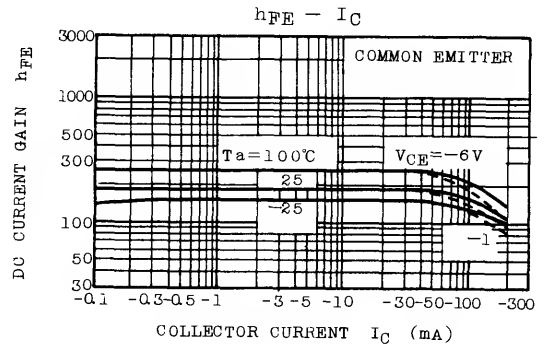 hFE – IC
COMMON EMITTER
DC CURRENT GAIN hFE
3000
1000
500
300
100
50
30
Ta=100℃
25
-25
VCE=-6V
-1
-0.1 -0.3 -0.5 -1 -3 -5 -10 -30 -50 -100 -300
COLLECTOR CURRENT IC (mA)